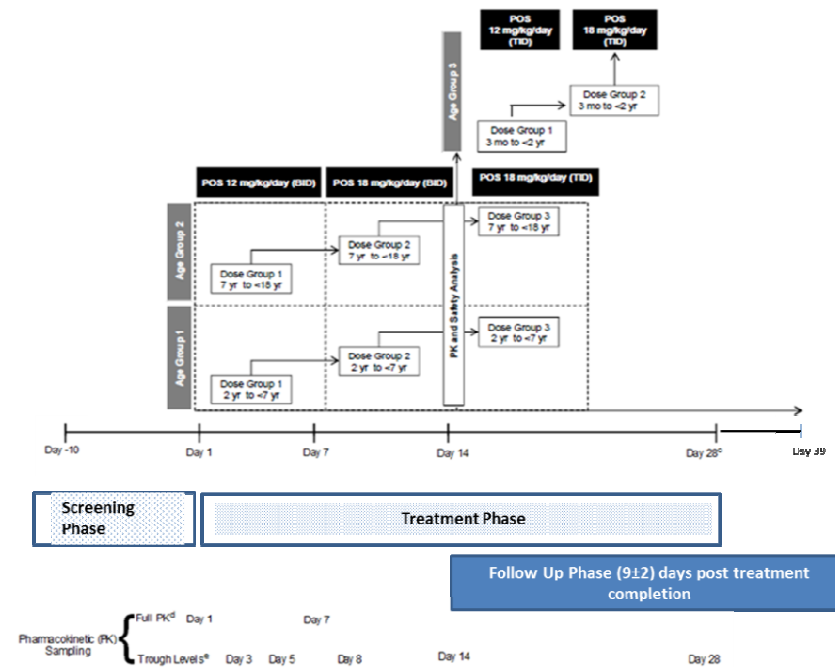 POS
12 mg/kg/day
(TID)
POS
18 mg/kg/day
(TID)
Age Group 3
Dose Group 2
3 mo to <2 yr
Dose Group 1
3 mo to <2 yr
POS 12 mg/kg/day (BID)
POS 18 mg/kg/day (BID)
POS 18 mg/kg/day (TID)
Age Group 2
Dose Group 3
7 yr to <18 yr
Dose Group 2
7 yr to <18 yr
Dose Group 1
7 yr to <18 yr
PK and Safety Analysis
Age Group 1
Dose Group 3
2 yr to <7 yr
Dose Group 2
2 yr to <7 yr
Dose Group 1
2 yr to <7 yr
Day -10
Day 1
Day 7
Day 14
Day 28ᶜ
Day 39
Screening
Phase
Treatment Phase
Follow Up Phase (9±2) days post treatment
completion
Pharmacokinetic (PK)
Sampling
Full PKᵈ Day 1 Day 7
Trough Levelsᵉ Day 3 Day 5 Day 8 Day 14 Day 28